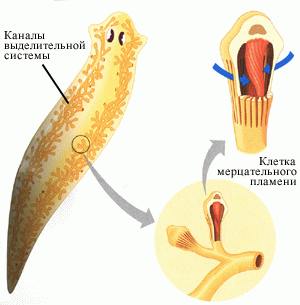 Каналы
выделительной
системы
Клетка
мерцательного
пламени